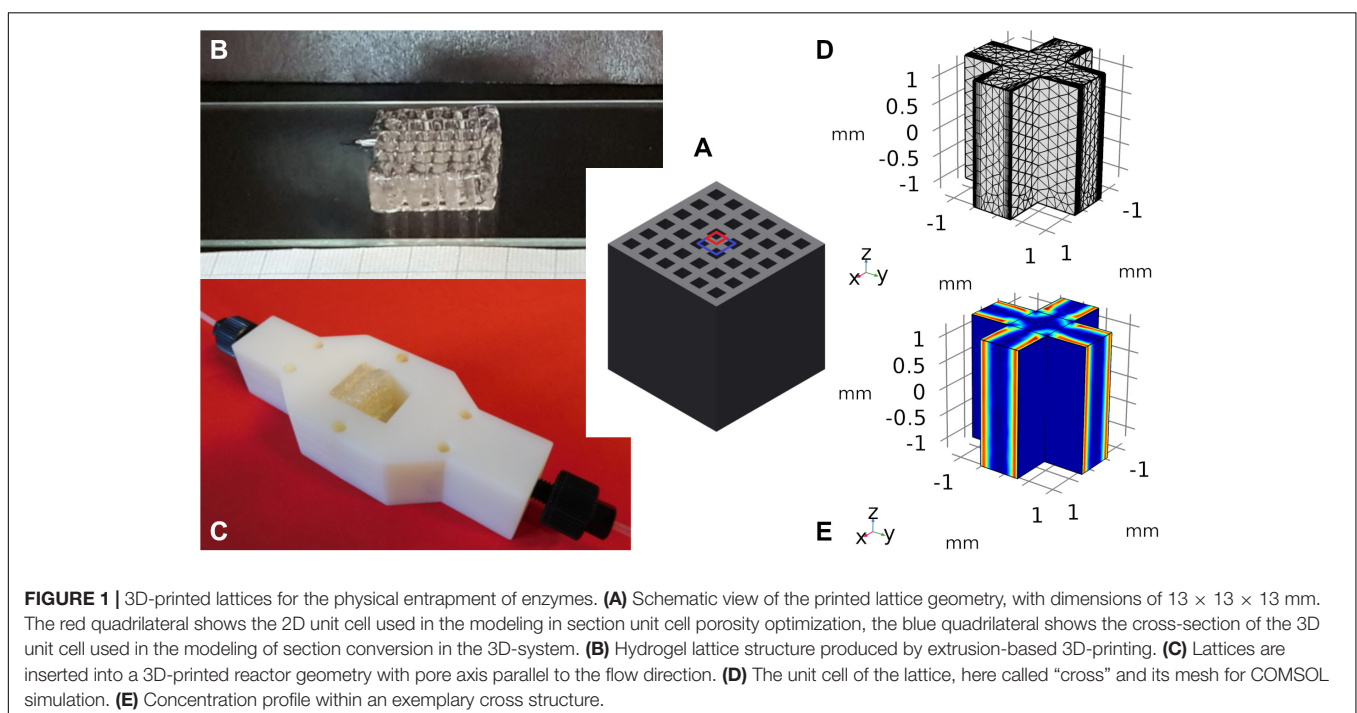 B
A
C
D
1
0.5
0
-0.5
-1
mm
-1
1
1
-1
mm
mm
z
x
y
1
0.5
0
-0.5
-1
mm
-1
1
1
-1
mm
mm
E
z
x
y
FIGURE 1 | 3D-printed lattices for the physical entrapment of enzymes. (A) Schematic view of the printed lattice geometry, with dimensions of 13 × 13 × 13 mm.
The red quadrilateral shows the 2D unit cell used in the modeling in section unit cell porosity optimization, the blue quadrilateral shows the cross-section of the 3D
unit cell used in the modeling of section conversion in the 3D-system. (B) Hydrogel lattice structure produced by extrusion-based 3D-printing. (C) Lattices are
inserted into a 3D-printed reactor geometry with pore axis parallel to the flow direction. (D) The unit cell of the lattice, here called “cross” and its mesh for COMSOL
simulation. (E) Concentration profile within an exemplary cross structure.